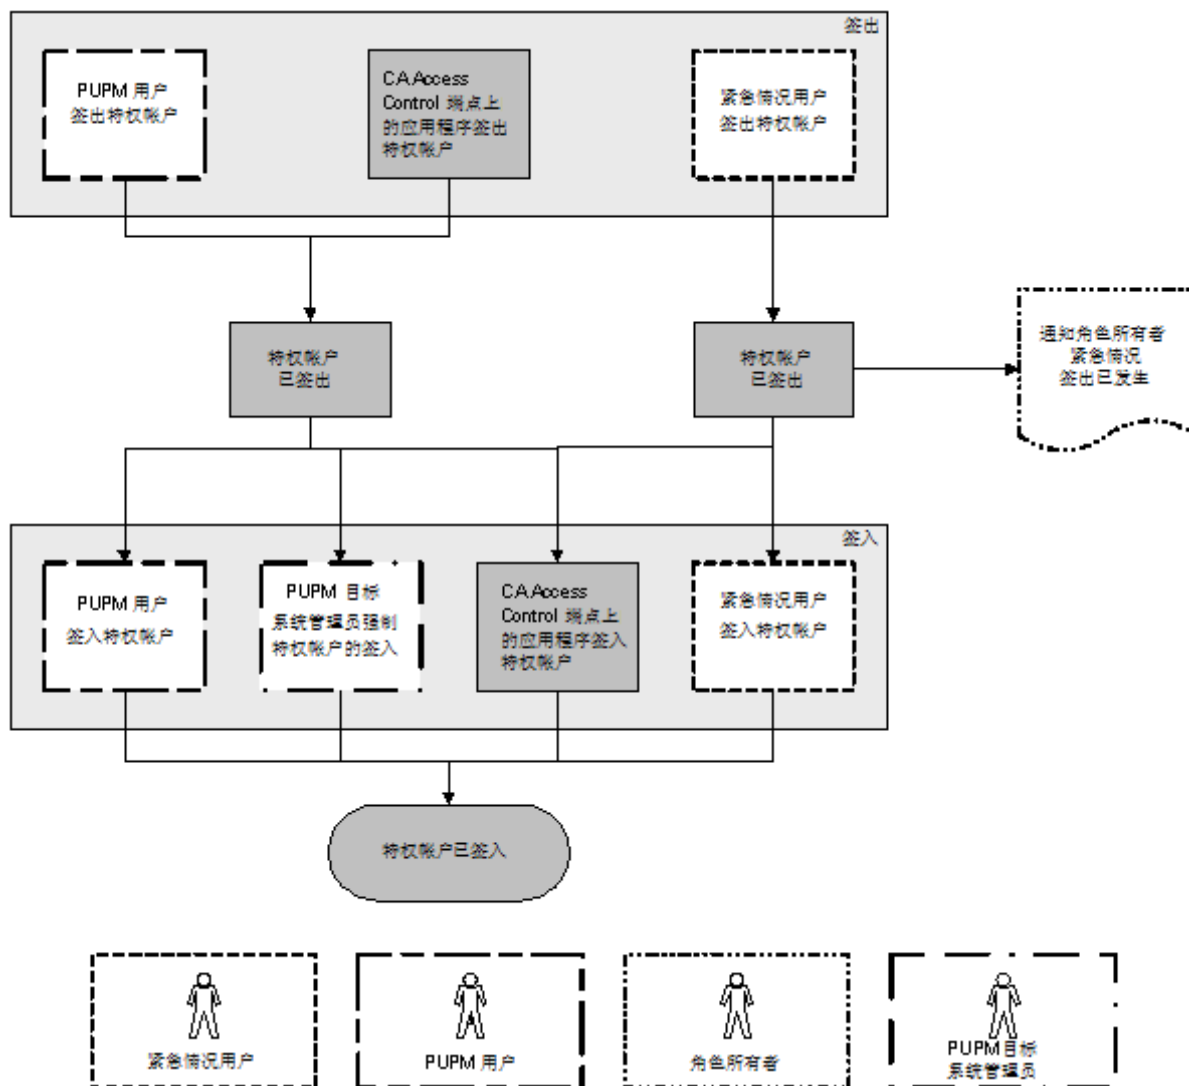 签出
PUPM 用户
签出特权帐户
CA Access
Control 端点上
的应用程序签出
特权帐户
紧急情况用户
签出特权帐户
特权帐户
已签出
特权帐户
已签出
通知角色所有者
紧急情况
签出已发生
签入
PUPM 用户
签入特权帐户
PUPM 目标
系统管理员强制
特权帐户的签入
CA Access
Control 端点上
的应用程序签入
特权帐户
紧急情况用户
签入特权帐户
特权帐户已签入
紧急情况用户
PUPM 用户
角色所有者
PUPM 目标
系统管理员